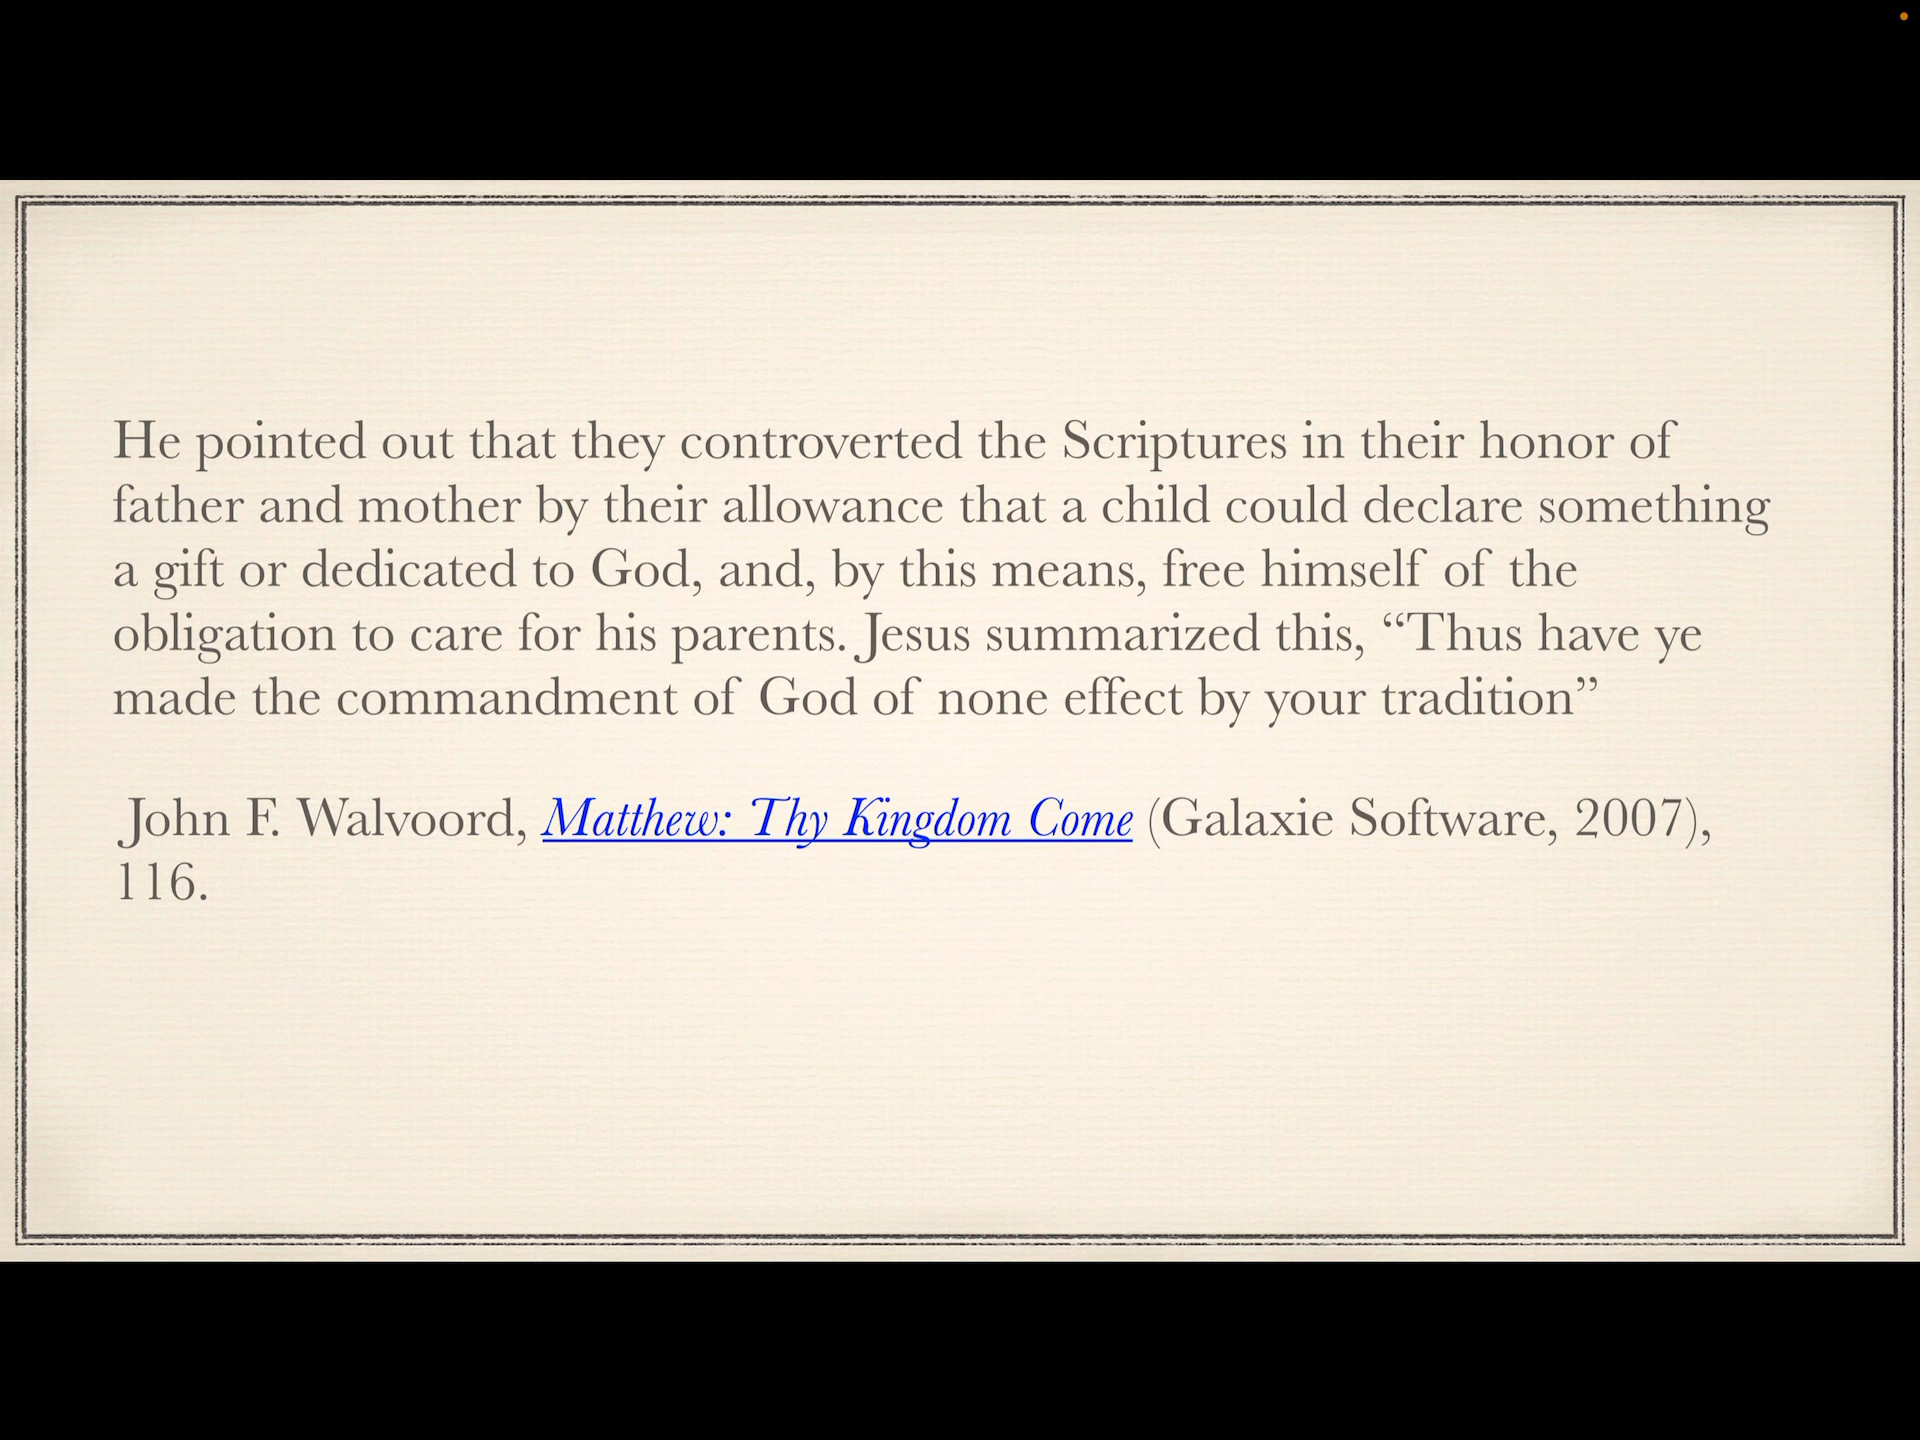 He pointed out that they controverted the Scriptures in their honor of
father and mother by their allowance that a child could declare something
a gift or dedicated to God, and, by this means, free himself of the
obligation to care for his parents. Jesus summarized this, “Thus have ye
made the commandment of God of none effect by your tradition”
John F. Walvoord, Matthew: Thy Kingdom Come (Galaxie Software, 2007),
116.